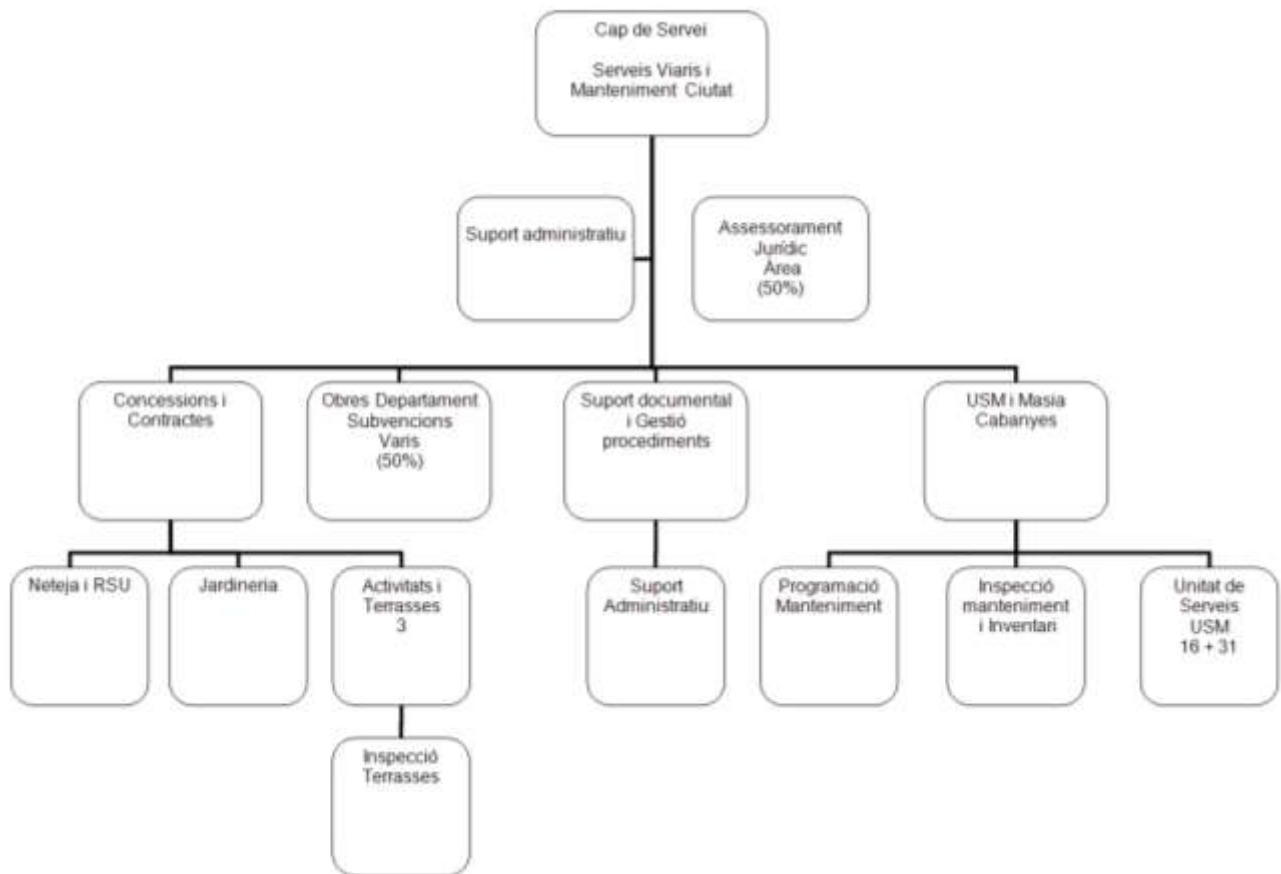 Cap de Servei
Serveis Viaris i
Manteniment Ciutat
Suport administratiu
Assessorament
Jurídic
Àrea
(50%)
Concessions i
Contractes
Obres Departament
Subvencions
Varis
(50%)
Suport documental
i Gestió
procediments
USM i Masia
Cabanyes
Neteja i RSU
Jardineria
Activitats i
Terrasses
3
Suport
Administratiu
Programació
Manteniment
Inspecció
manteniment
i Inventari
Unitat de
Serveis
USM
16 + 31
Inspecció
Terrasses